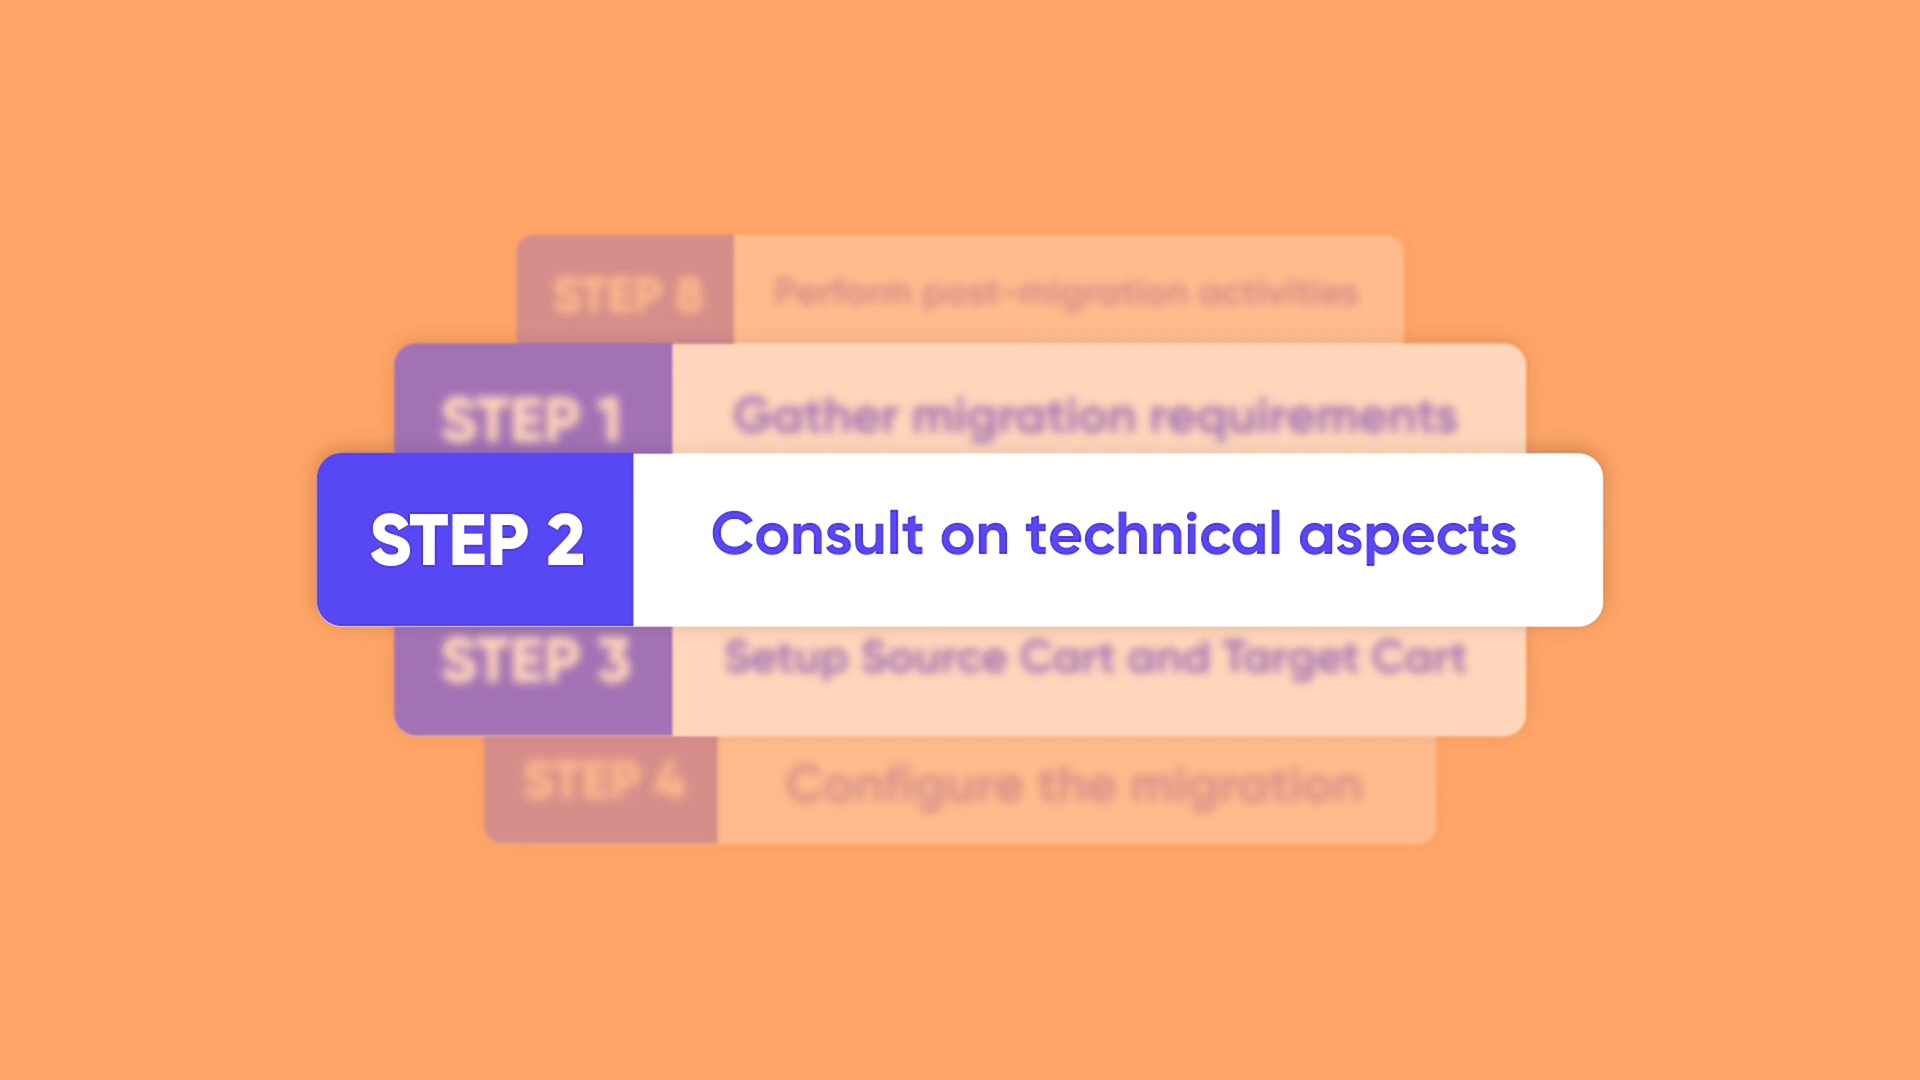 STEP 8 Perform post-migration activities
STEP 1 Gather migration requirements
STEP 2 Consult on technical aspects
STEP 3 Setup Source Cart and Target Cart
STEP 4 Configure the migration